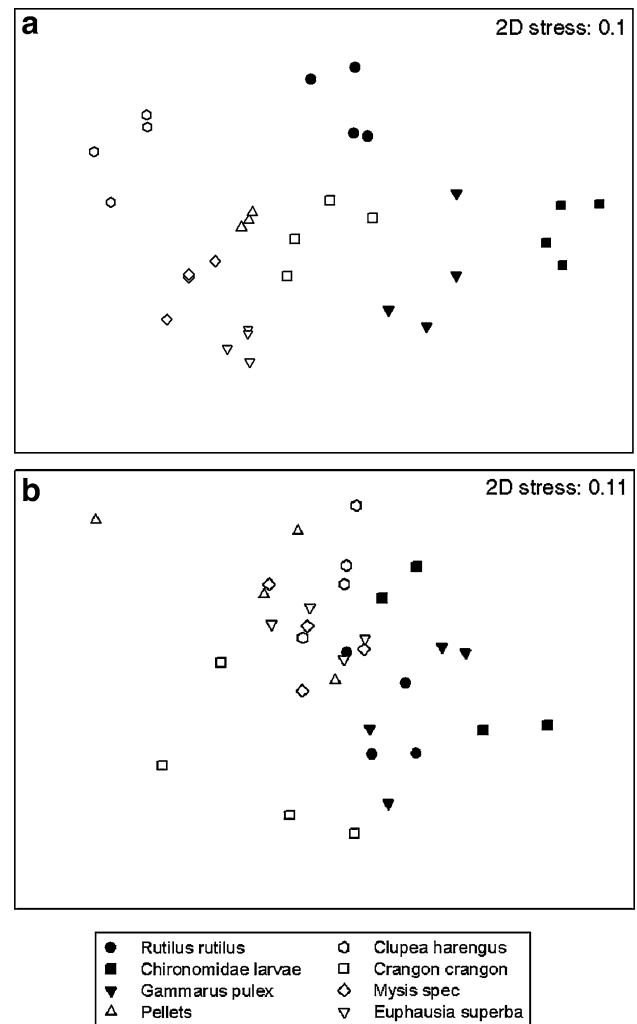 a
2D stress: 0.1
b
2D stress: 0.11
Rutilus rutilus
Clupea harengus
Chironomidae larvae
Crangon crangon
Gammarus pulex
Mysis spec
Pellets
Euphausia superba